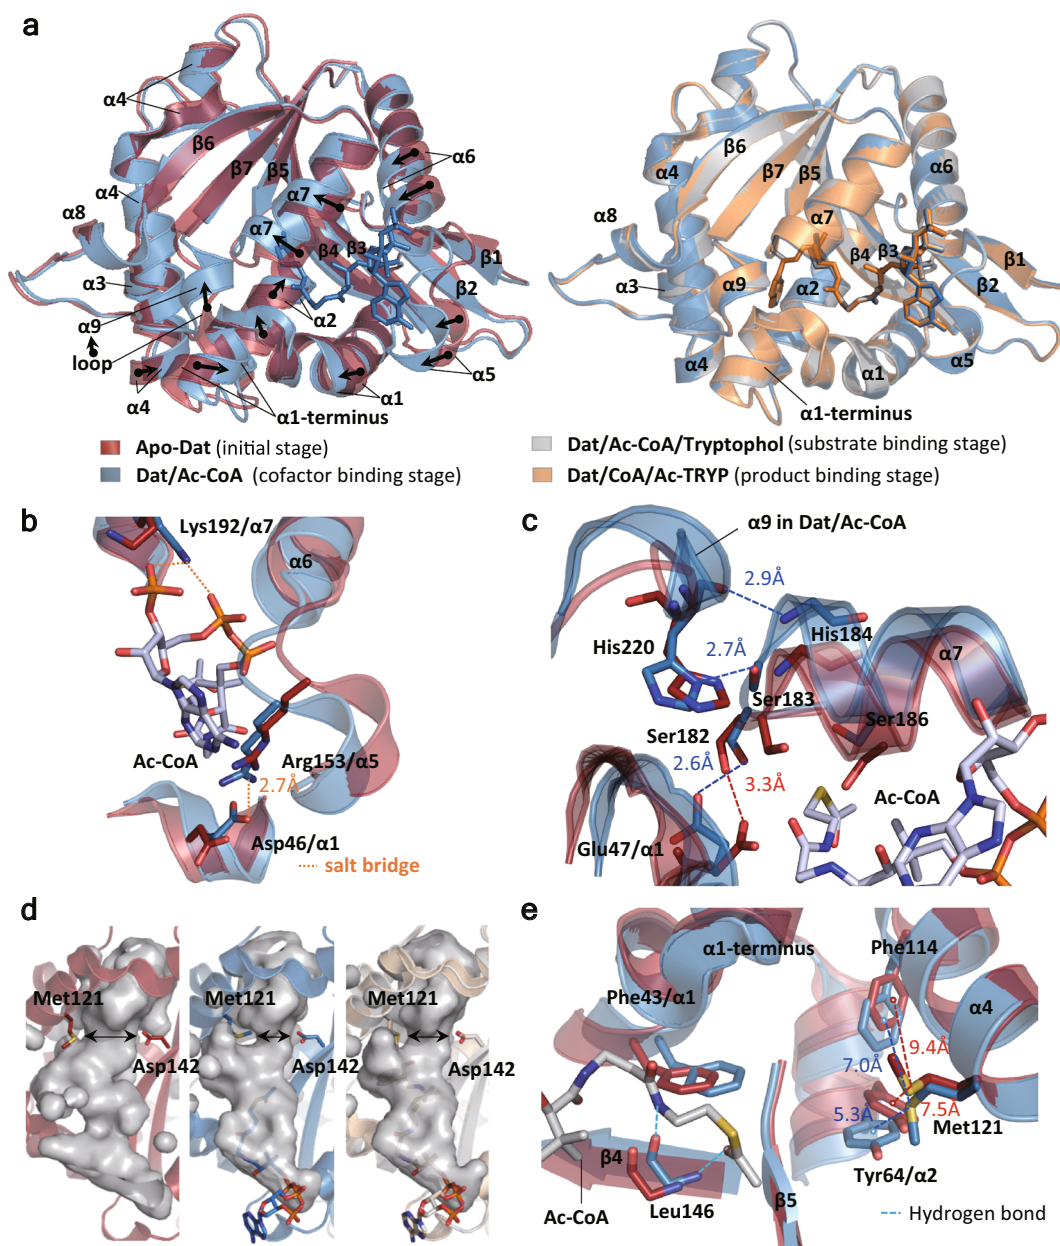 a
α4
β6
β7
β5
α6
α7
α4
α8
α7
β4
β3
β1
β2
α3
α9
α2
loop
α4
α1-terminus
α1
α5
Apo-Dat (initial stage)
Dat/Ac-CoA (cofactor binding stage)
β6
β7
β5
α4
α6
α8
α7
β4
β3
β1
α3
α9
α2
β2
α4
α1
α5
α1-terminus
Dat/Ac-CoA/Tryptophol (substrate binding stage)
Dat/CoA/Ac-TRYP (product binding stage)
b
Lys192/α7
α6
Ac-CoA
Arg153/α5
2.7Å
Asp46/α1
salt bridge
c
α9 in Dat/Ac-CoA
2.9Å
His184
His220
2.7Å
α7
Ser183
Ser182
Ser186
2.6Å
3.3Å
Ac-CoA
Glu47/α1
d
Met121
Asp142
Met121
Asp142
Met121
Asp142
e
α1-terminus
Phe114
Phe43/α1
α4
9.4Å
7.0Å
5.3Å
7.5Å
Met121
β4
Tyr64/α2
β5
Ac-CoA
Leu146
Hydrogen bond